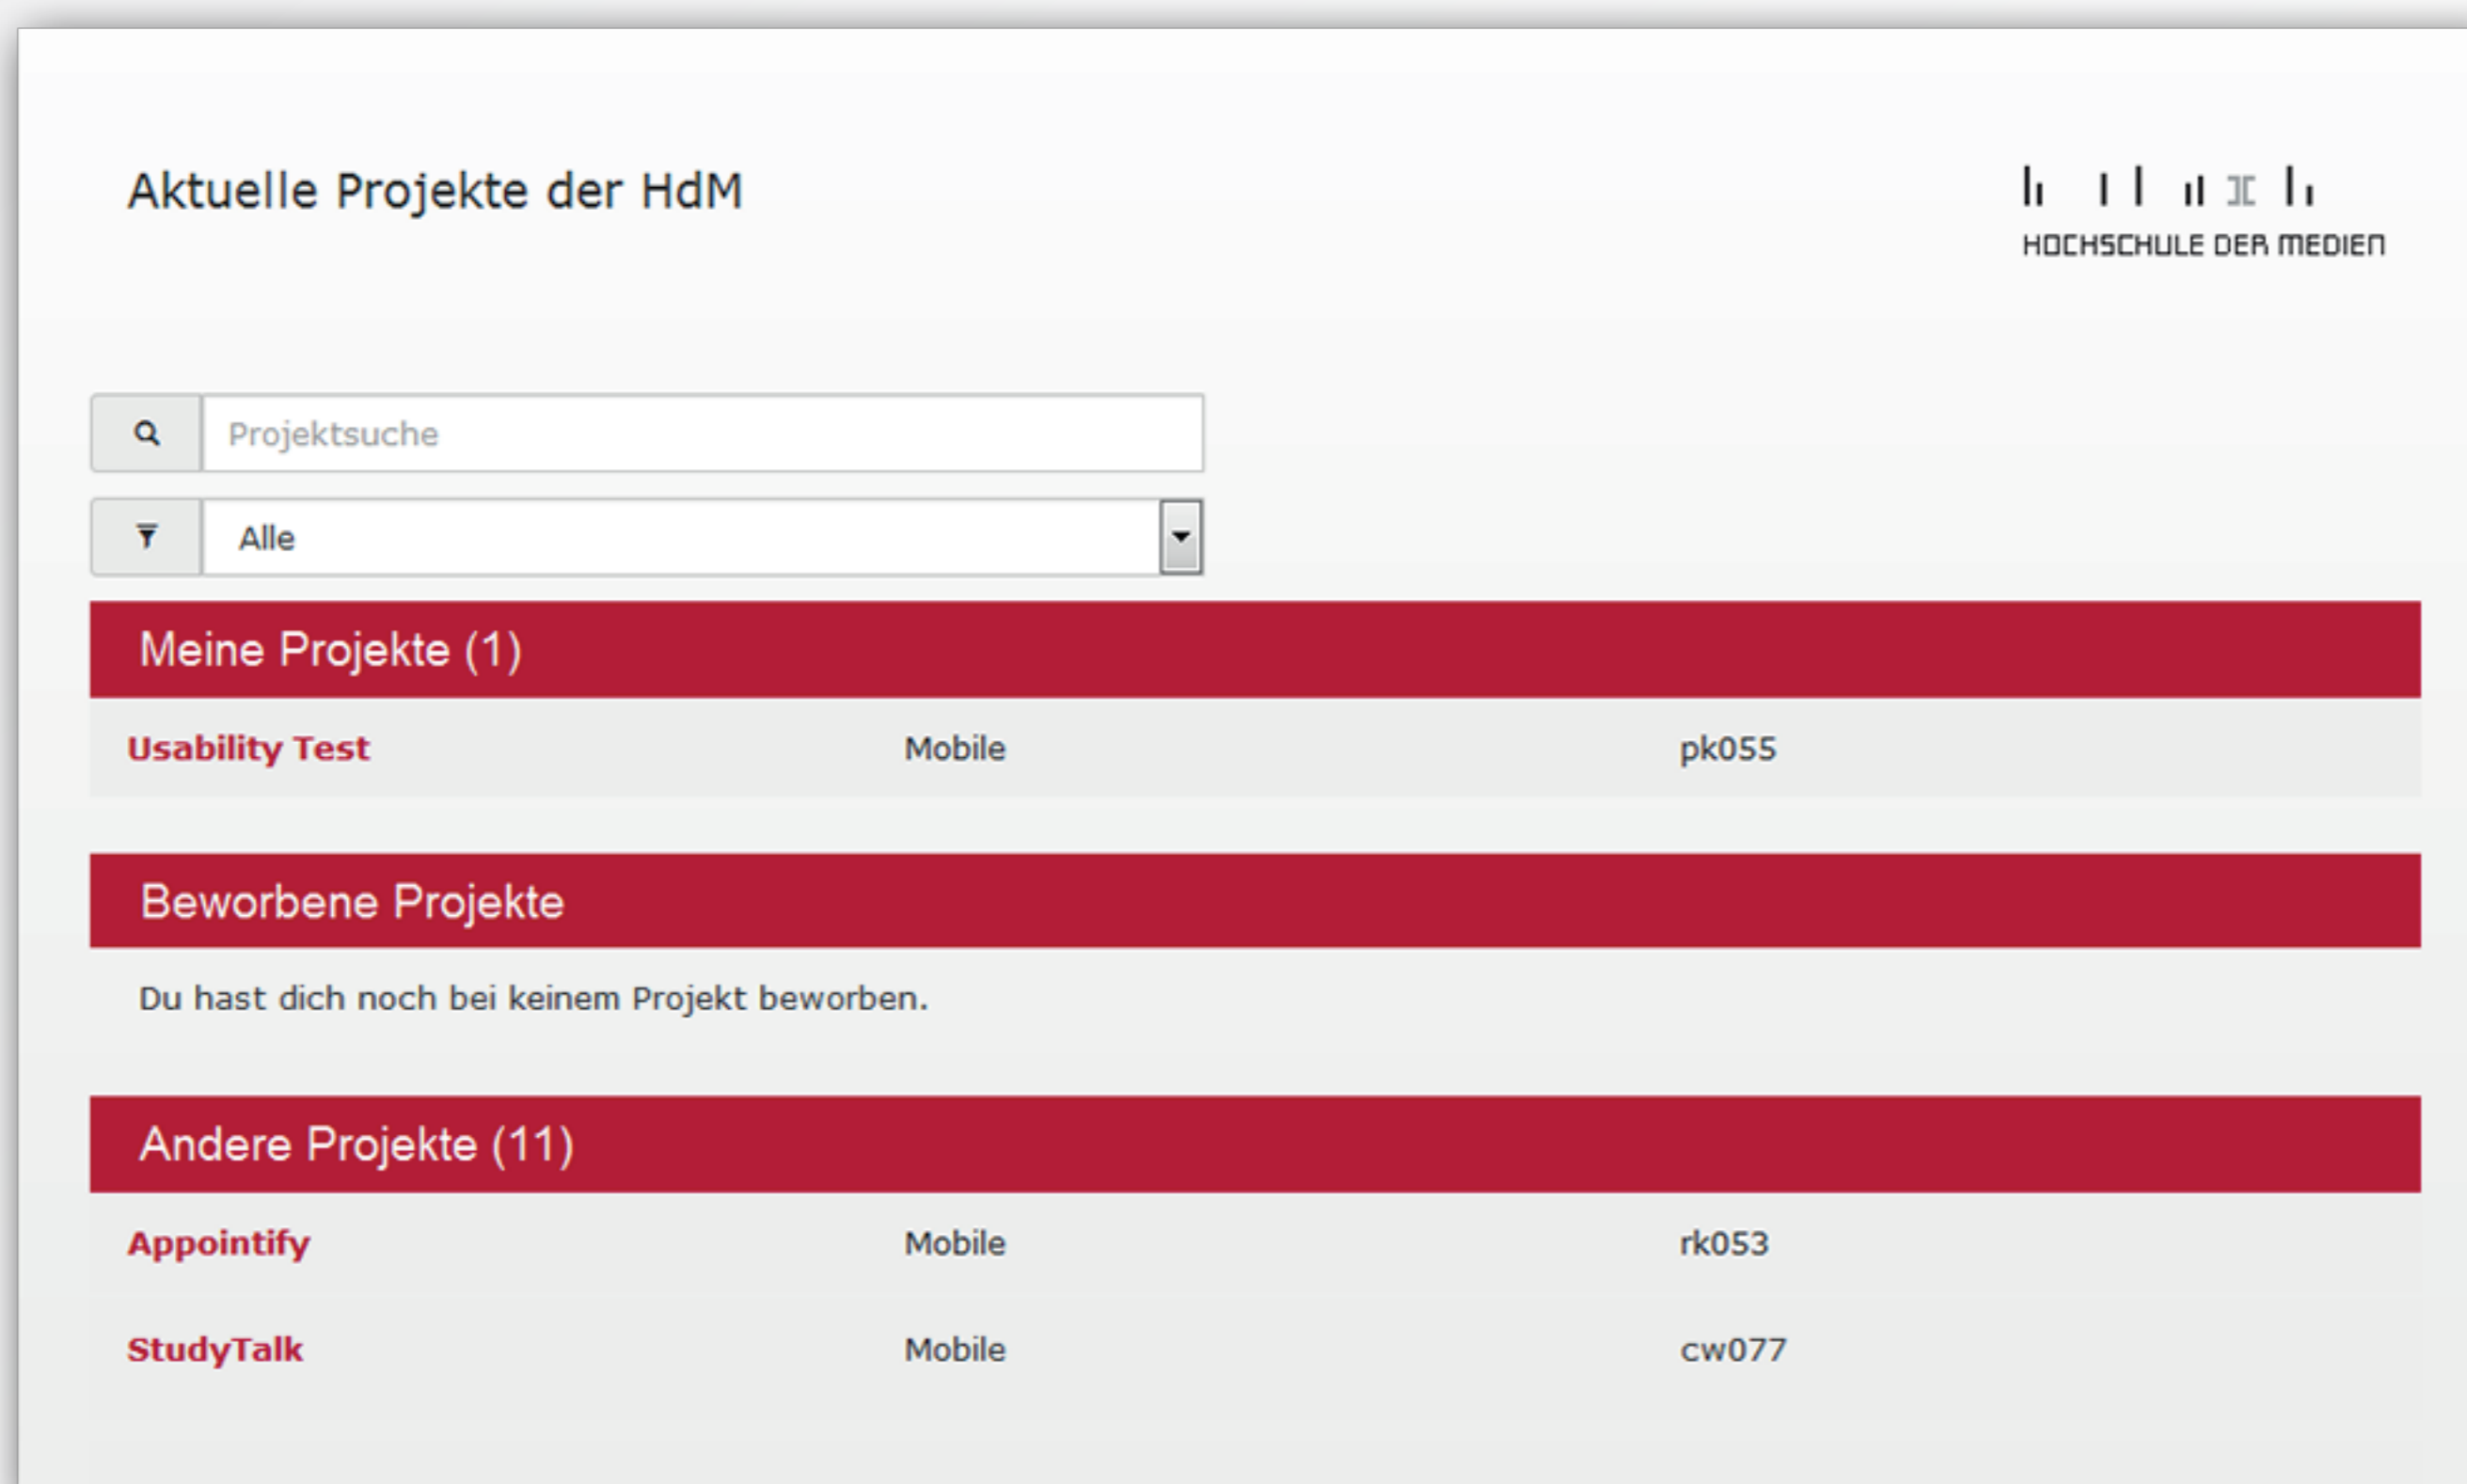 Aktuelle Projekte der HdM
HOCHSCHULE DER MEDIEN
Projektsuche
Alle
Meine Projekte (1)
Usability Test Mobile pk055
Beworbene Projekte
Du hast dich noch bei keinem Projekt beworben.
Andere Projekte (11)
Appointify Mobile rk053
StudyTalk Mobile cw077